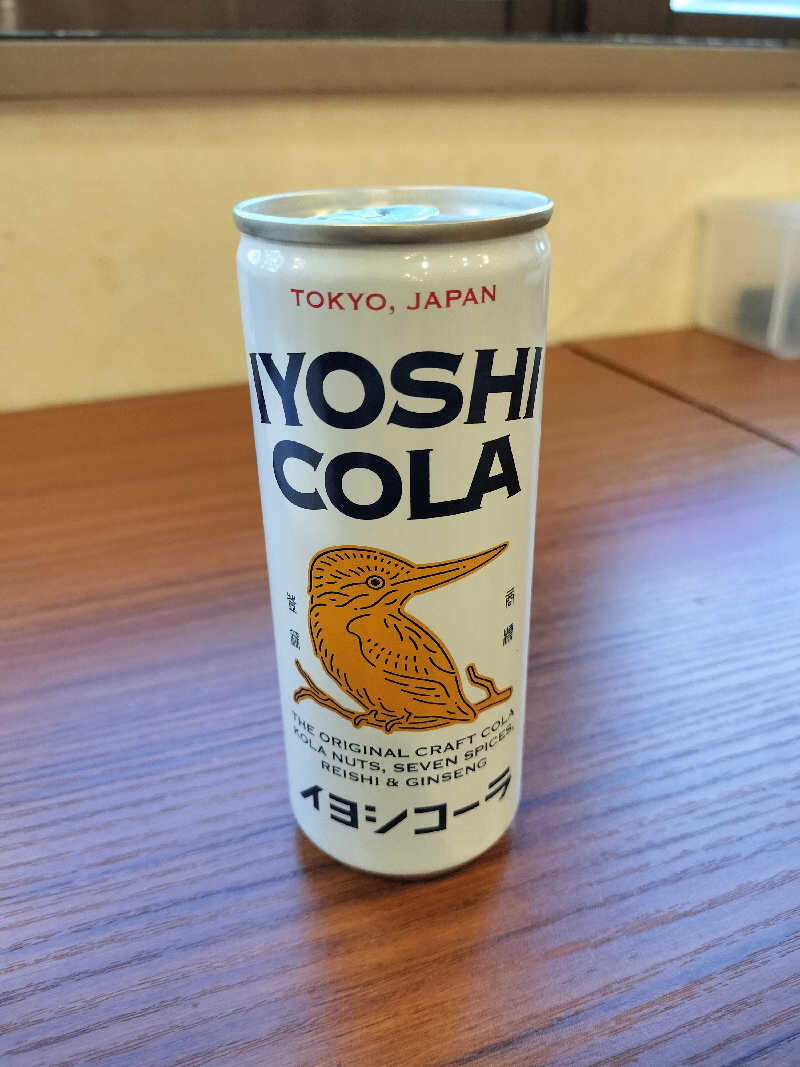 TOKYO, JAPAN
IYOSHI
COLA
THE ORIGINAL CRAFT COLA
KOLA NUTS, SEVEN SPICES,
REISHI & GINSENG
イヨシコーラ